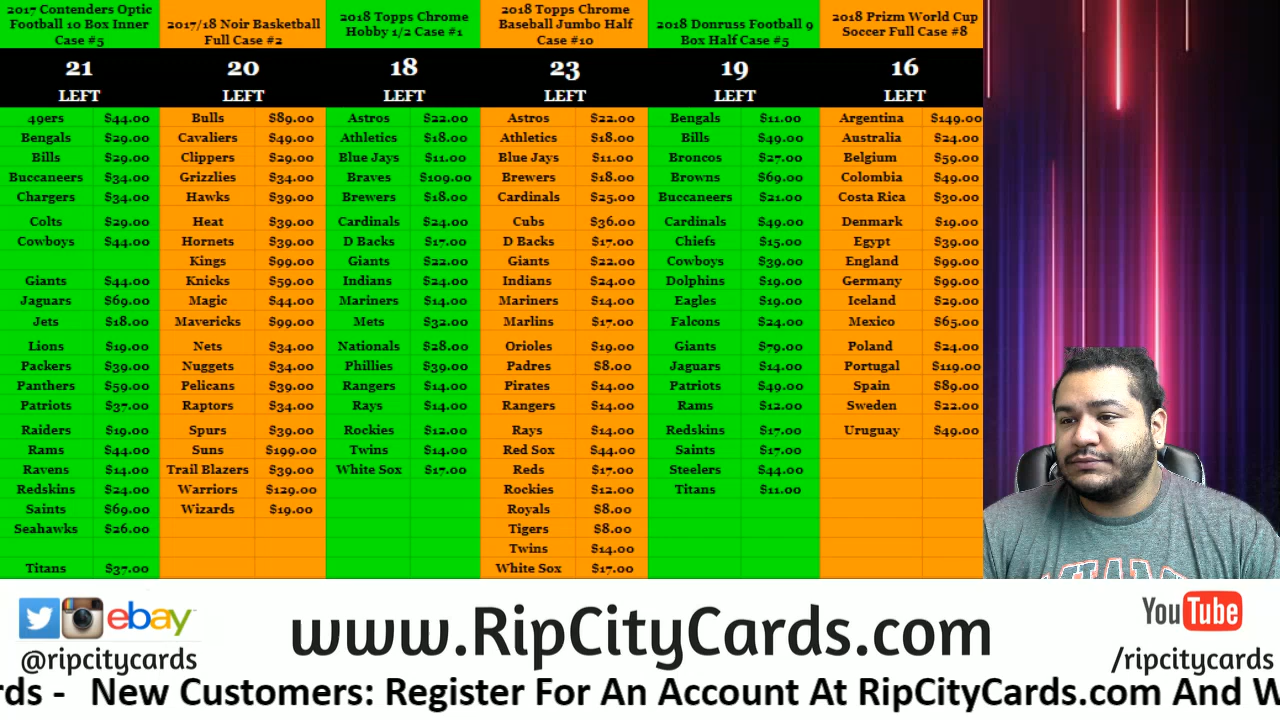 2017 Contenders Optic
Football 10 Box Inner
Case #5
21
LEFT
49ers $44.00
Bengals $29.00
Bills $29.00
Buccaneers $34.00
Chargers $34.00
Colts $29.00
Cowboys $44.00
Giants $44.00
Jaguars $69.00
Jets $18.00
Lions $19.00
Packers $39.00
Panthers $59.00
Patriots $37.00
Raiders $19.00
Rams $44.00
Ravens $14.00
Redskins $24.00
Saints $69.00
Seahawks $26.00
Titans $37.00
2017/18 Noir Basketball
Full Case #2
20
LEFT
Bulls $89.00
Cavaliers $49.00
Clippers $29.00
Grizzlies $34.00
Hawks $39.00
Heat $39.00
Hornets $39.00
Kings $99.00
Knicks $59.00
Magic $44.00
Mavericks $99.00
Nets $34.00
Nuggets $34.00
Pelicans $39.00
Raptors $34.00
Spurs $39.00
Suns $199.00
Trail Blazers $39.00
Warriors $129.00
Wizards $19.00
2018 Topps Chrome
Hobby 1/2 Case #1
18
LEFT
Astros $22.00
Athletics $18.00
Blue Jays $11.00
Braves $109.00
Brewers $18.00
Cardinals $24.00
D Backs $17.00
Giants $22.00
Indians $24.00
Mariners $14.00
Mets $32.00
Nationals $28.00
Phillies $39.00
Rangers $14.00
Rays $14.00
Rockies $12.00
Twins $14.00
White Sox $17.00
2018 Topps Chrome
Baseball Jumbo Half
Case #10
23
LEFT
Astros $22.00
Athletics $18.00
Blue Jays $11.00
Brewers $18.00
Cardinals $25.00
Cubs $36.00
D Backs $17.00
Giants $22.00
Indians $24.00
Mariners $14.00
Marlins $17.00
Orioles $19.00
Padres $8.00
Pirates $14.00
Rangers $14.00
Rays $14.00
Red Sox $44.00
Reds $17.00
Rockies $12.00
Royals $8.00
Tigers $8.00
Twins $14.00
White Sox $17.00
2018 Donruss Football 9
Box Half Case #5
19
LEFT
Bengals $11.00
Bills $49.00
Broncos $27.00
Browns $69.00
Buccaneers $21.00
Cardinals $49.00
Chiefs $15.00
Cowboys $39.00
Dolphins $19.00
Eagles $19.00
Falcons $24.00
Giants $79.00
Jaguars $14.00
Patriots $49.00
Rams $12.00
Redskins $17.00
Saints $17.00
Steelers $44.00
Titans $11.00
2018 Prizm World Cup
Soccer Full Case #8
16
LEFT
Argentina $149.00
Australia $24.00
Belgium $59.00
Colombia $49.00
Costa Rica $30.00
Denmark $19.00
Egypt $39.00
England $99.00
Germany $99.00
Iceland $29.00
Mexico $65.00
Poland $24.00
Portugal $119.00
Spain $89.00
Sweden $22.00
Uruguay $49.00
ebay
@ripcitycards
www.RipCityCards.com
YouTube
/ripcitycards
rds - New Customers: Register For An Account At RipCityCards.com And W